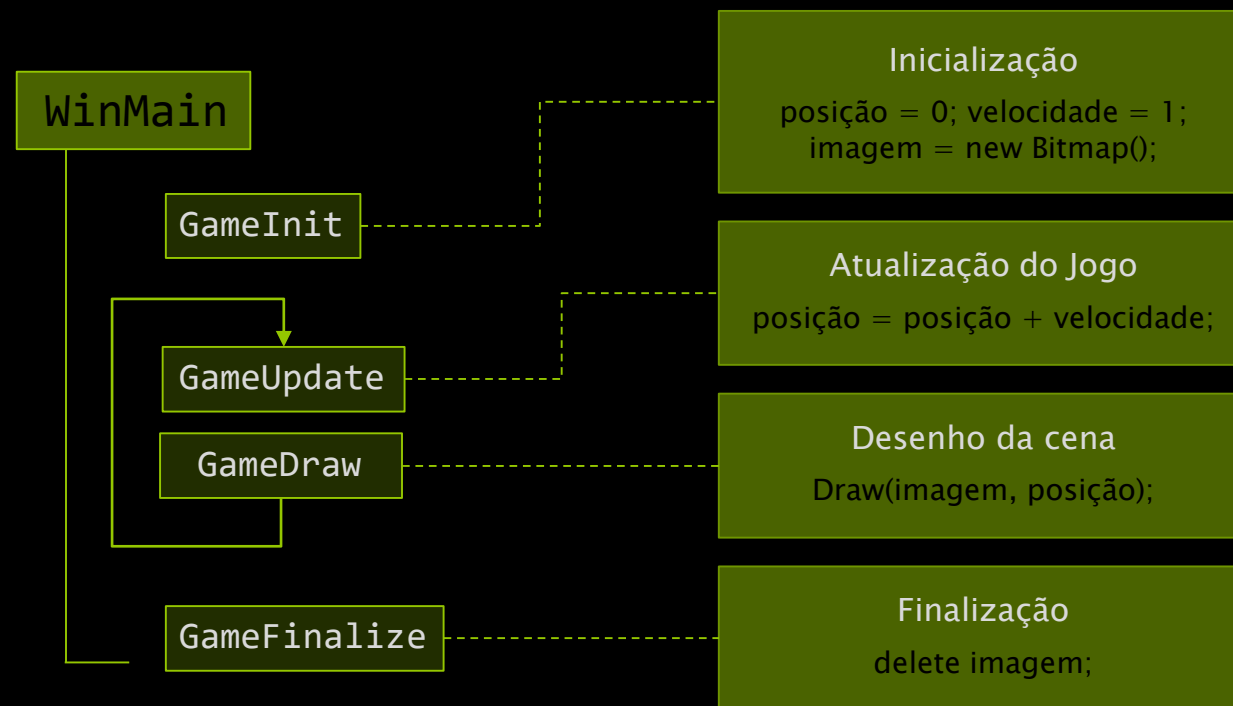 WinMain
GameInit
GameUpdate
GameDraw
GameFinalize
Inicialização
posição = 0; velocidade = 1;
imagem = new Bitmap();
Atualização do Jogo
posição = posição + velocidade;
Desenho da cena
Draw(imagem, posição);
Finalização
delete imagem;